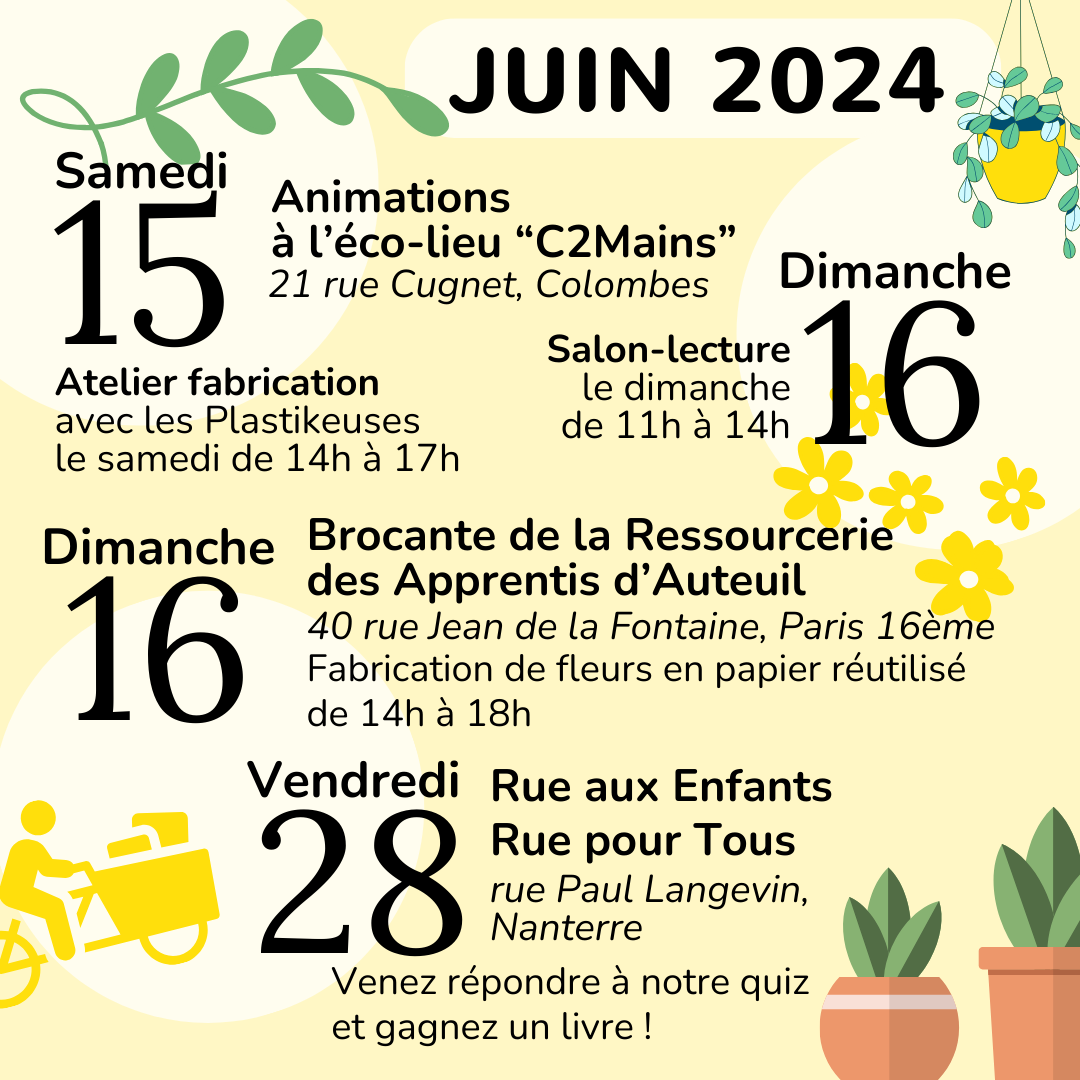 JUIN 2024
Samedi
15
Animations
à l’éco-lieu “C2Mains”
21 rue Cugnet, Colombes
Atelier fabrication
avec les Plastikeuses
le samedi de 14h à 17h
Dimanche
16
Salon-lecture
le dimanche
de 11h à 14h
Dimanche
16
Brocante de la Ressourcerie
des Apprentis d’Auteuil
40 rue Jean de la Fontaine, Paris 16ème
Fabrication de fleurs en papier réutilisé
de 14h à 18h
Vendredi
28
Rue aux Enfants
Rue pour Tous
rue Paul Langevin,
Nanterre
Venez répondre à notre quiz
et gagnez un livre !